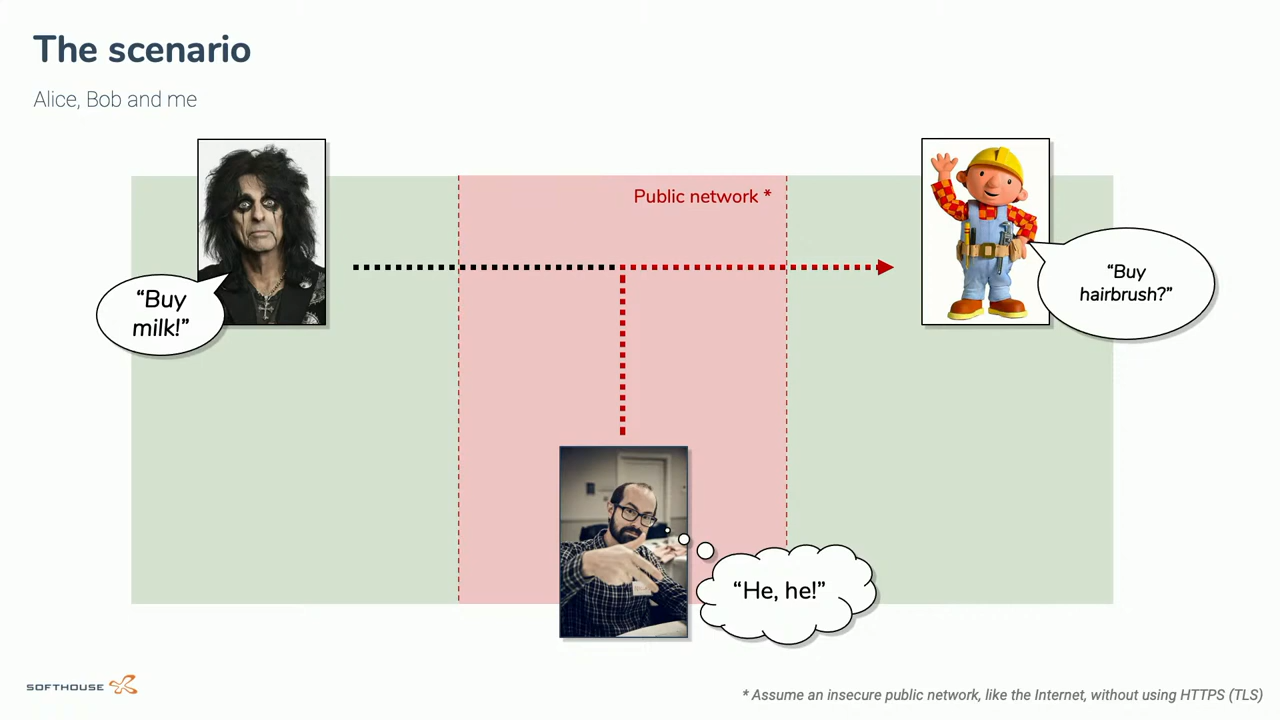 The scenario
Alice, Bob and me
Public network *
“Buy
milk!”
“Buy
hairbrush?”
“He, he!”
SOFTHOUSE
* Assume an insecure public network, like the Internet, without using HTTPS (TLS)